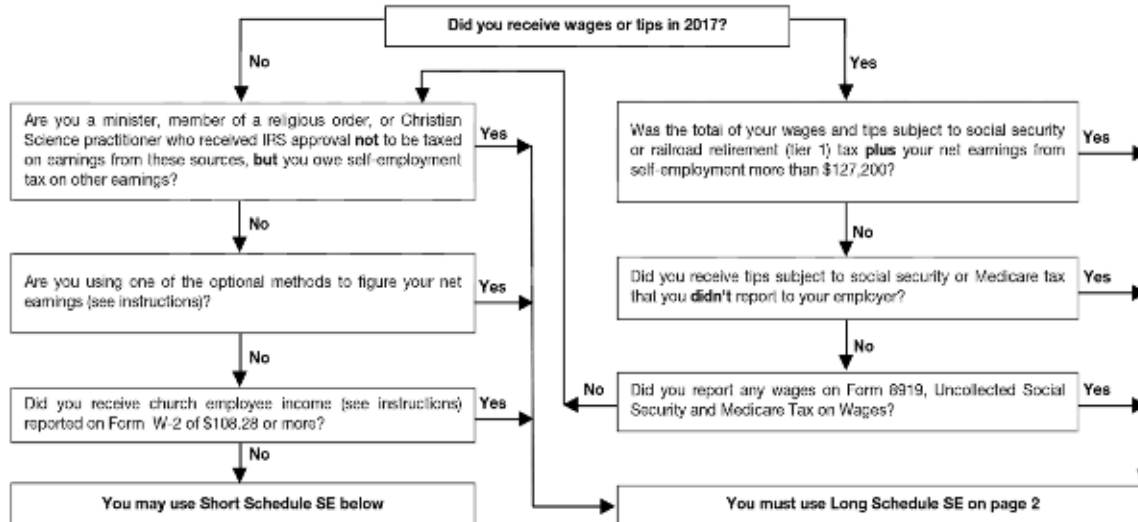 Did you receive wages or tips in 2017?
No
Yes
Are you a minister, member of a religious order, or Christian
Science practitioner who received IRS approval not to be taxed
on earnings from these sources, but you owe self-employment
tax on other earnings?
Yes
Was the total of your wages and tips subject to social security
or railroad retirement (tier 1) tax plus your net earnings from
self-employment more than $127,200?
Yes
No
No
Are you using one of the optional methods to figure your net
earnings (see instructions)?
Yes
Did you receive tips subject to social security or Medicare tax
that you didn't report to your employer?
Yes
No
No
Did you receive church employee income (see instructions)
reported on Form W-2 of $108.28 or more?
Yes
No
Did you report any wages on Form 8919, Uncollected Social
Security and Medicare Tax on Wages?
Yes
No
You may use Short Schedule SE below
You must use Long Schedule SE on page 2